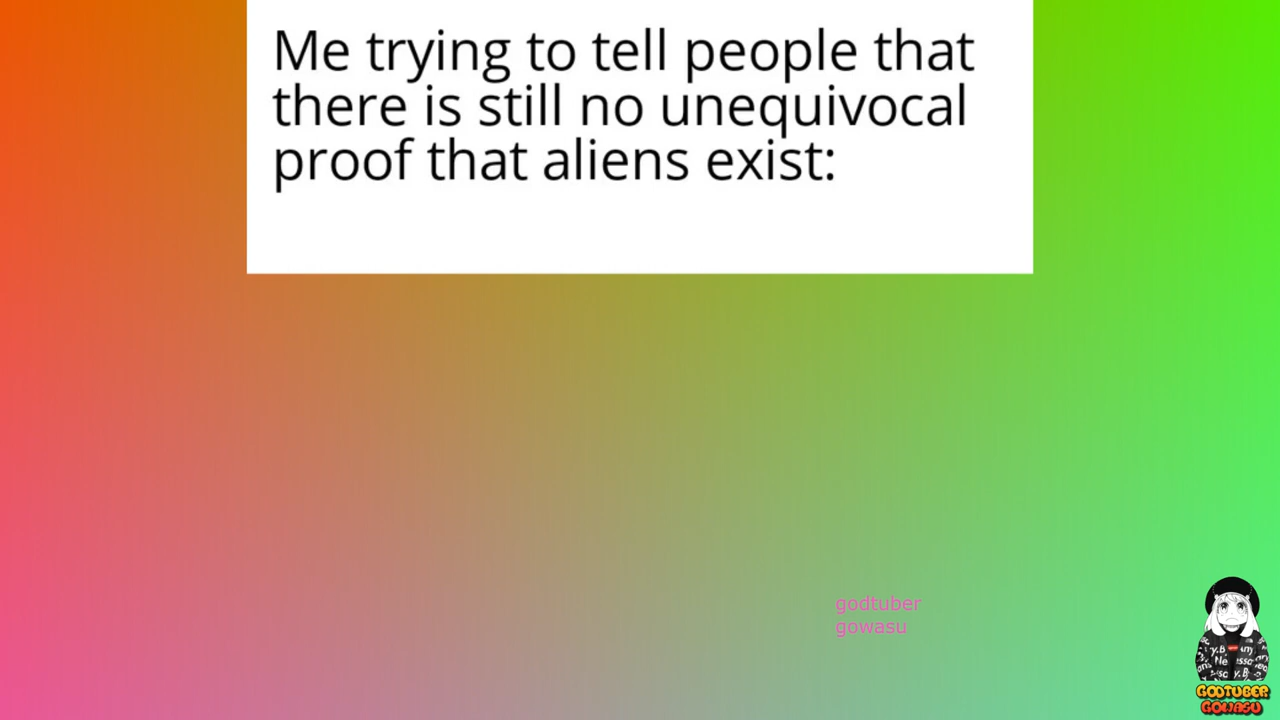 Me trying to tell people that
there is still no unequivocal
proof that aliens exist:
godtuber
gowasu
GODTUBER
GOWASU